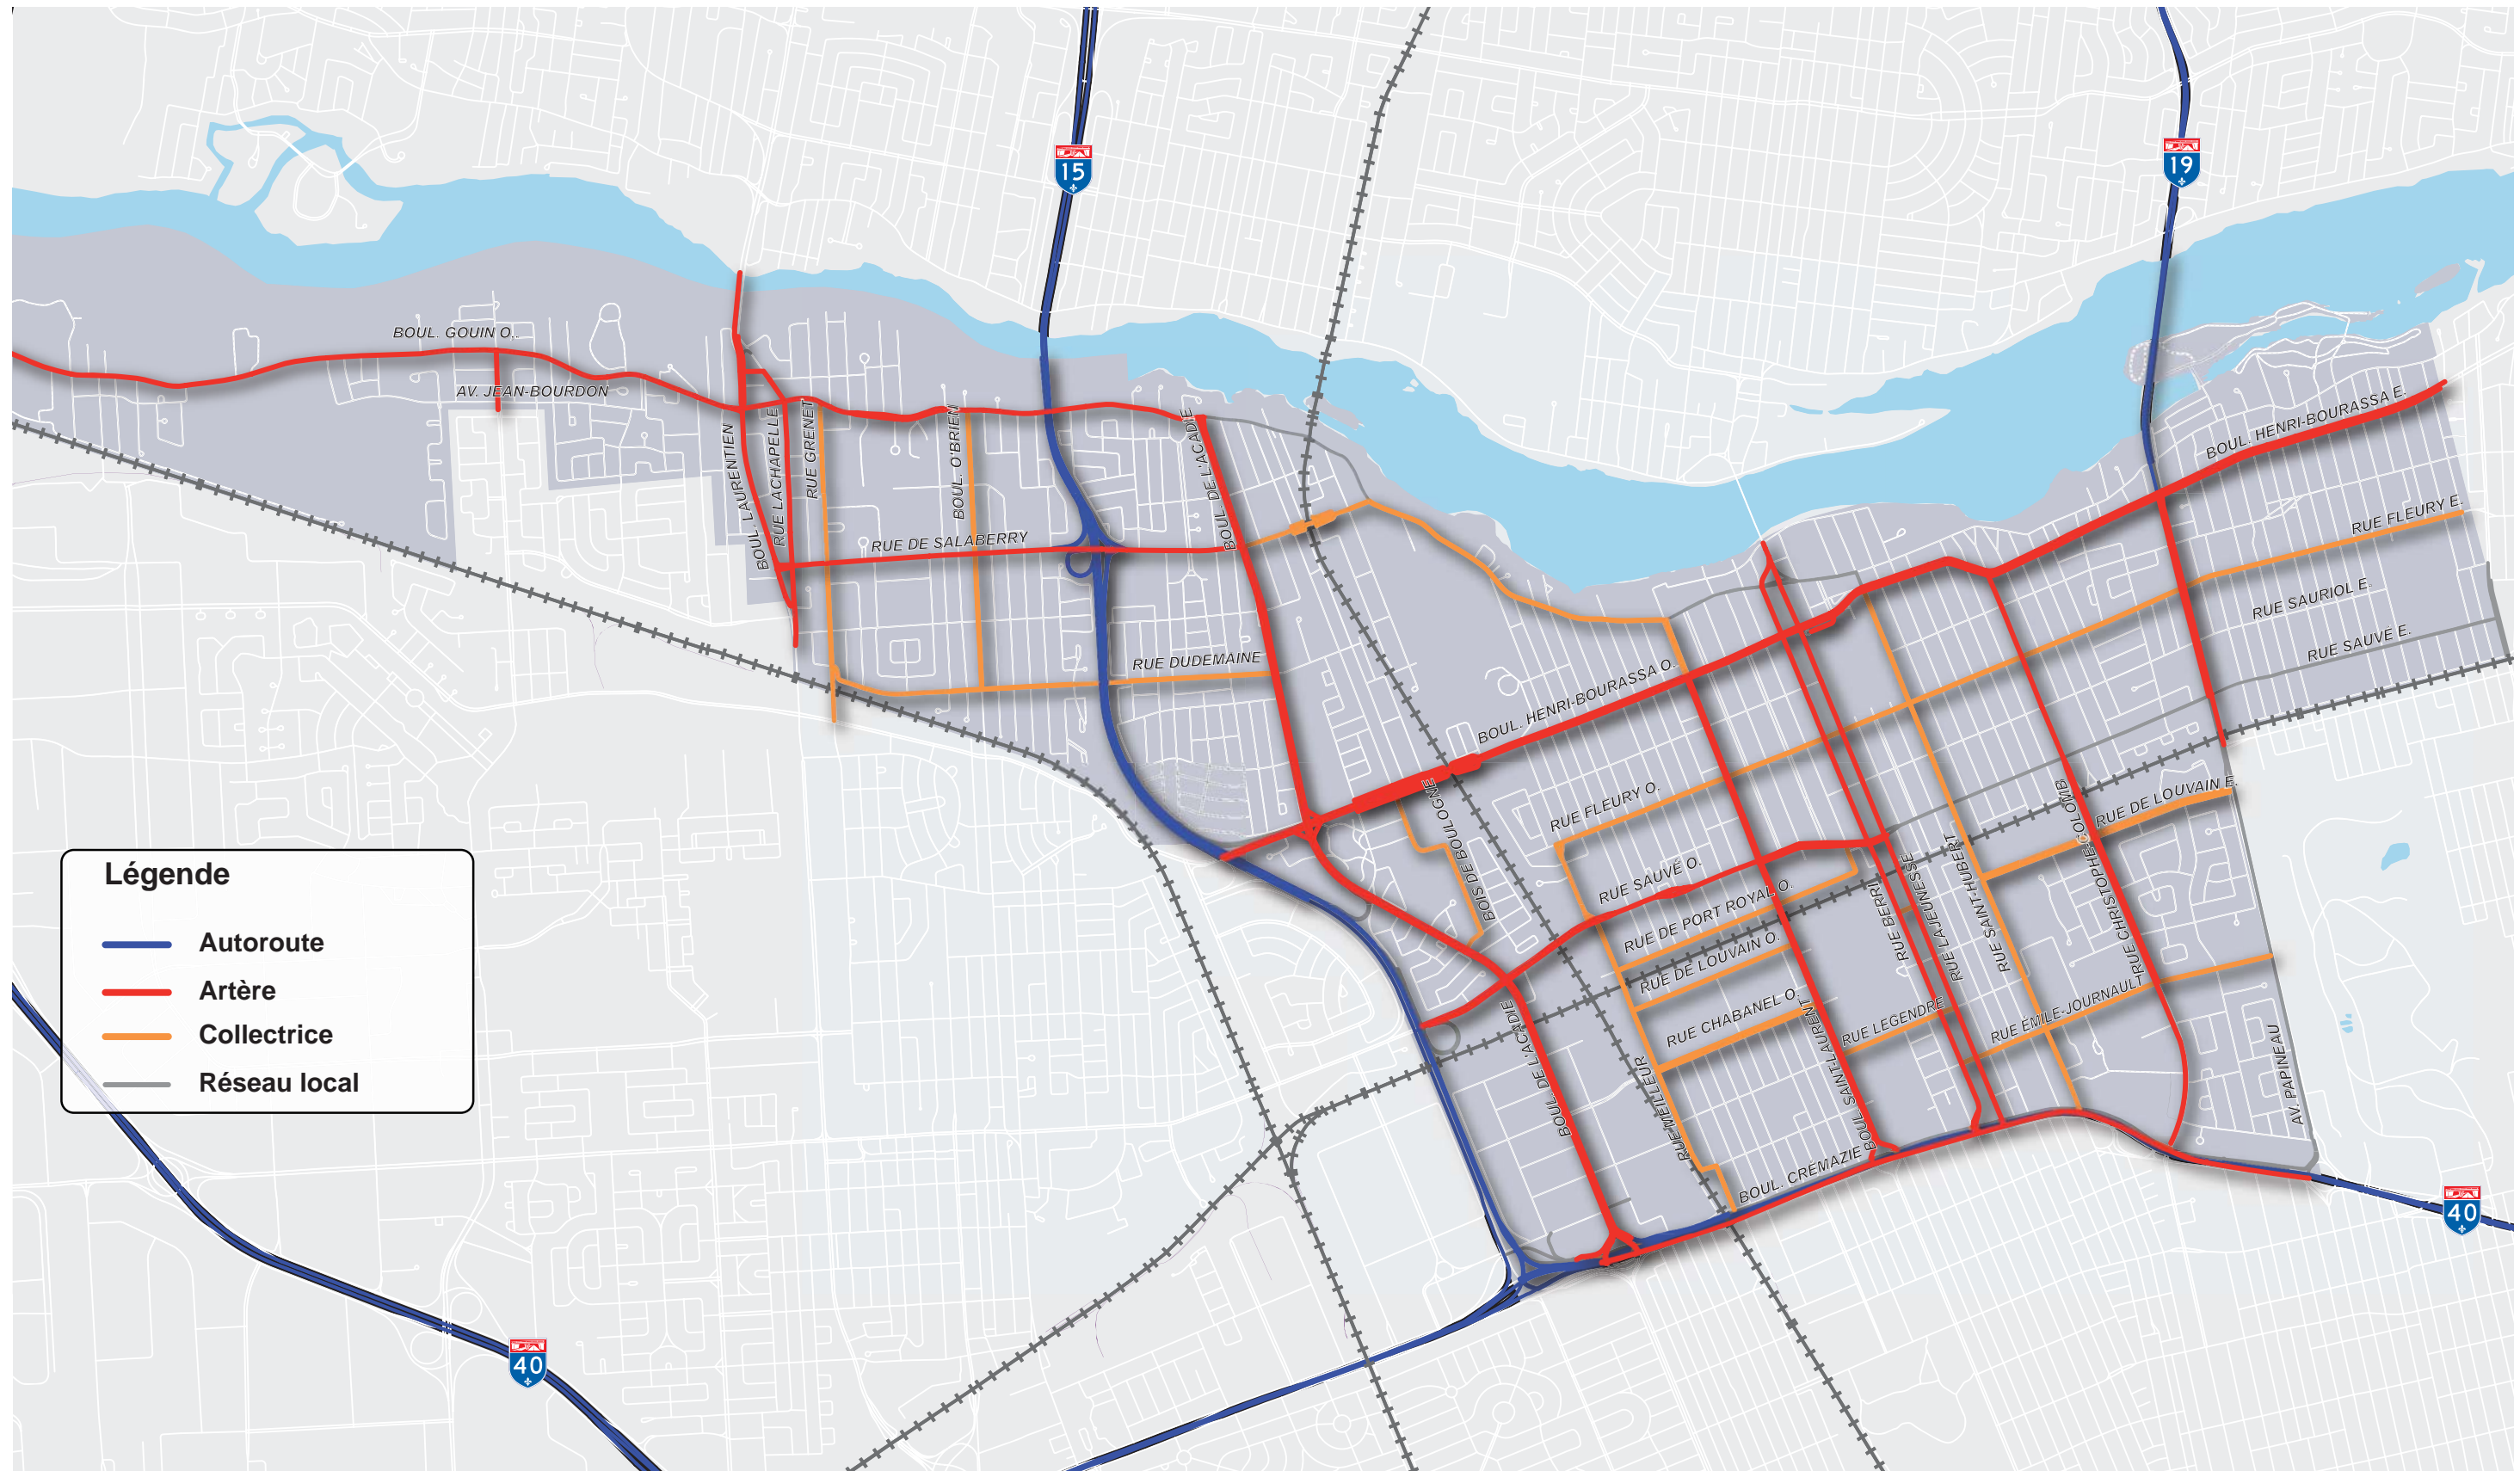 15
19
BOUL. GOUIN O,.
AV. JEAN-BOURDON
BOUL. LAURENTIEN
RUE LACHAPELLE
RUE GRENET
BOUL. O'BRIEN
BOUL. DE L'ACADIE
RUE DE SALABERRY
RUE DUDEMAINE
BOUL. HENRI-BOURASSA E.
RUE FLEURY E.
RUE SAURIOL E.
RUE SAUVÉ E.
BOUL. HENRI-BOURASSA O.
RUE FLEURY O.
BOIS DE BOULOGNE
RUE SAUVÉ O.
RUE DE PORT ROYAL O.
RUE DE LOUVAIN O.
RUE CHABANEL O.
RUE LEGENDRE
RUE ÉMILE-JOURNAULT
RUE DE LOUVAIN E.
RUE BERRI
RUE LAJEUNESSE
RUE SAINT-HUBERT
RUE CHRISTOPHE-COLOMB
BOUL. DE L'ACADIE
RUE MEILLEUR
BOUL. SAINT-LAURENT
BOUL. CRÉMAZIE
AV. PAPINEAU
40
40
Légende
Autoroute
Artère
Collectrice
Réseau local